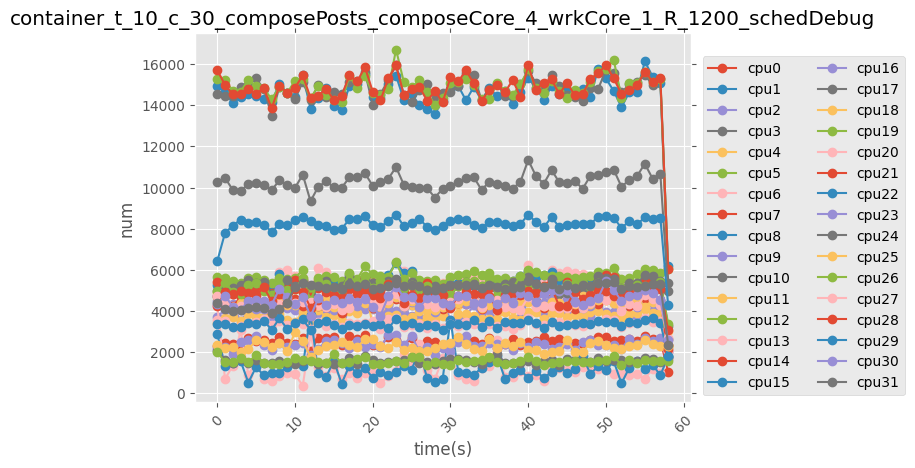 container_t_10_c_30_composePosts_composeCore_4_wrkCore_1_R_1200_schedDebug
16000
14000
12000
10000
8000
6000
4000
2000
0
num
0
10
20
30
40
50
60
time(s)
cpu0
cpu1
cpu2
cpu3
cpu4
cpu5
cpu6
cpu7
cpu8
cpu9
cpu10
cpu11
cpu12
cpu13
cpu14
cpu15
cpu16
cpu17
cpu18
cpu19
cpu20
cpu21
cpu22
cpu23
cpu24
cpu25
cpu26
cpu27
cpu28
cpu29
cpu30
cpu31